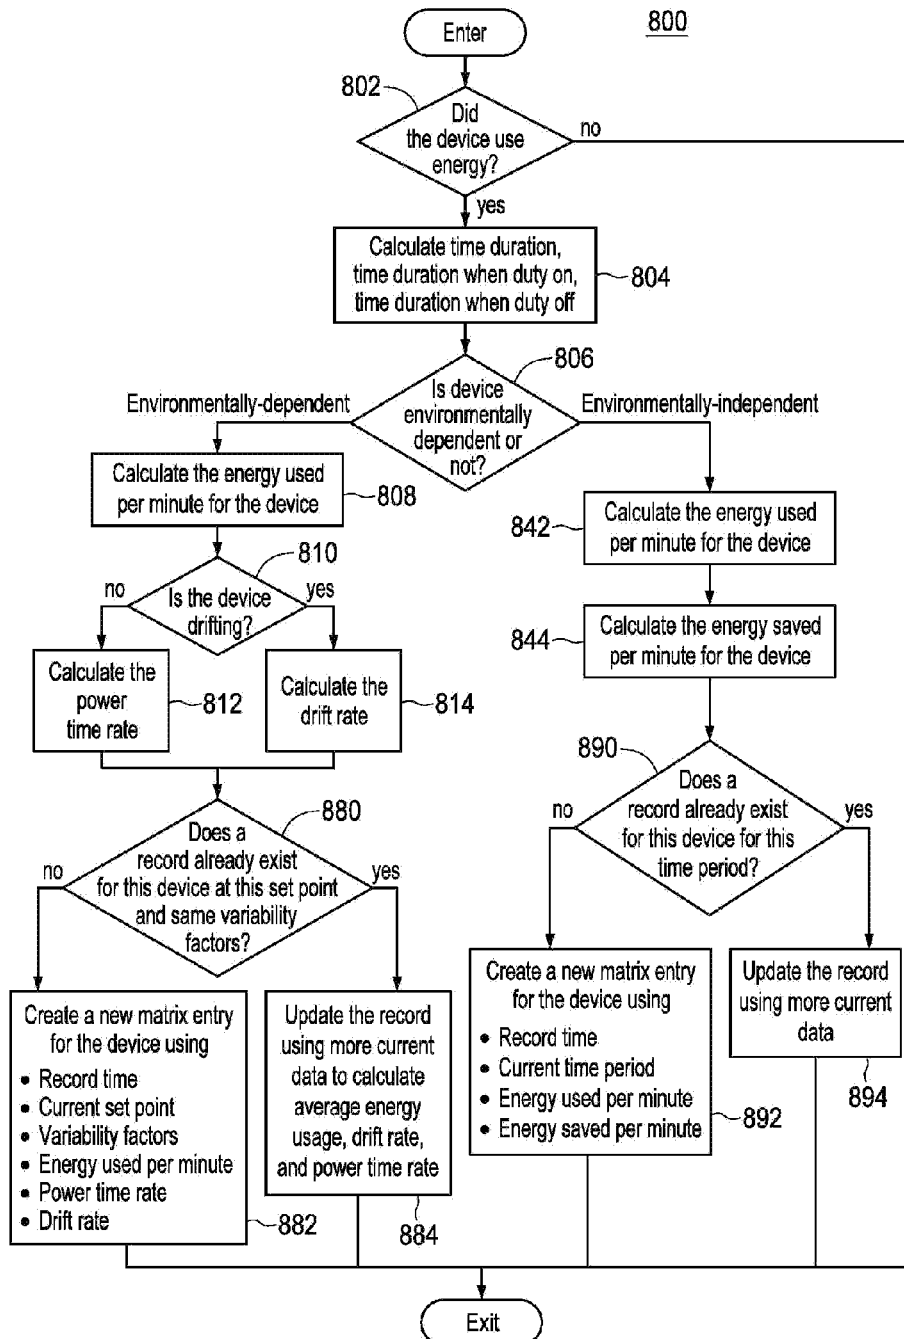 Enter
800
802
Did
the device use
energy?
no
yes
Calculate time duration,
time duration when duty on,
time duration when duty off
804
806
Is device
environmentally
dependent or
not?
Environmentally-dependent
Environmentally-independent
Calculate the energy used
per minute for the device
808
810
Is the device
drifting?
no
yes
Calculate the
power
time rate
812
Calculate the
drift rate
814
842
Calculate the energy used
per minute for the device
844
Calculate the energy saved
per minute for the device
880
Does a
record already exist
for this device at this set point
and same variability
factors?
no
yes
890
Does a
record already exist
for this device for this
time period?
no
yes
Create a new matrix entry
for the device using
• Record time
• Current set point
• Variability factors
• Energy used per minute
• Power time rate
• Drift rate
882
Update the record
using more current
data to calculate
average energy
usage, drift rate,
and power time rate
884
Create a new matrix entry
for the device using
• Record time
• Current time period
• Energy used per minute
• Energy saved per minute
892
Update the record
using more current
data
894
Exit